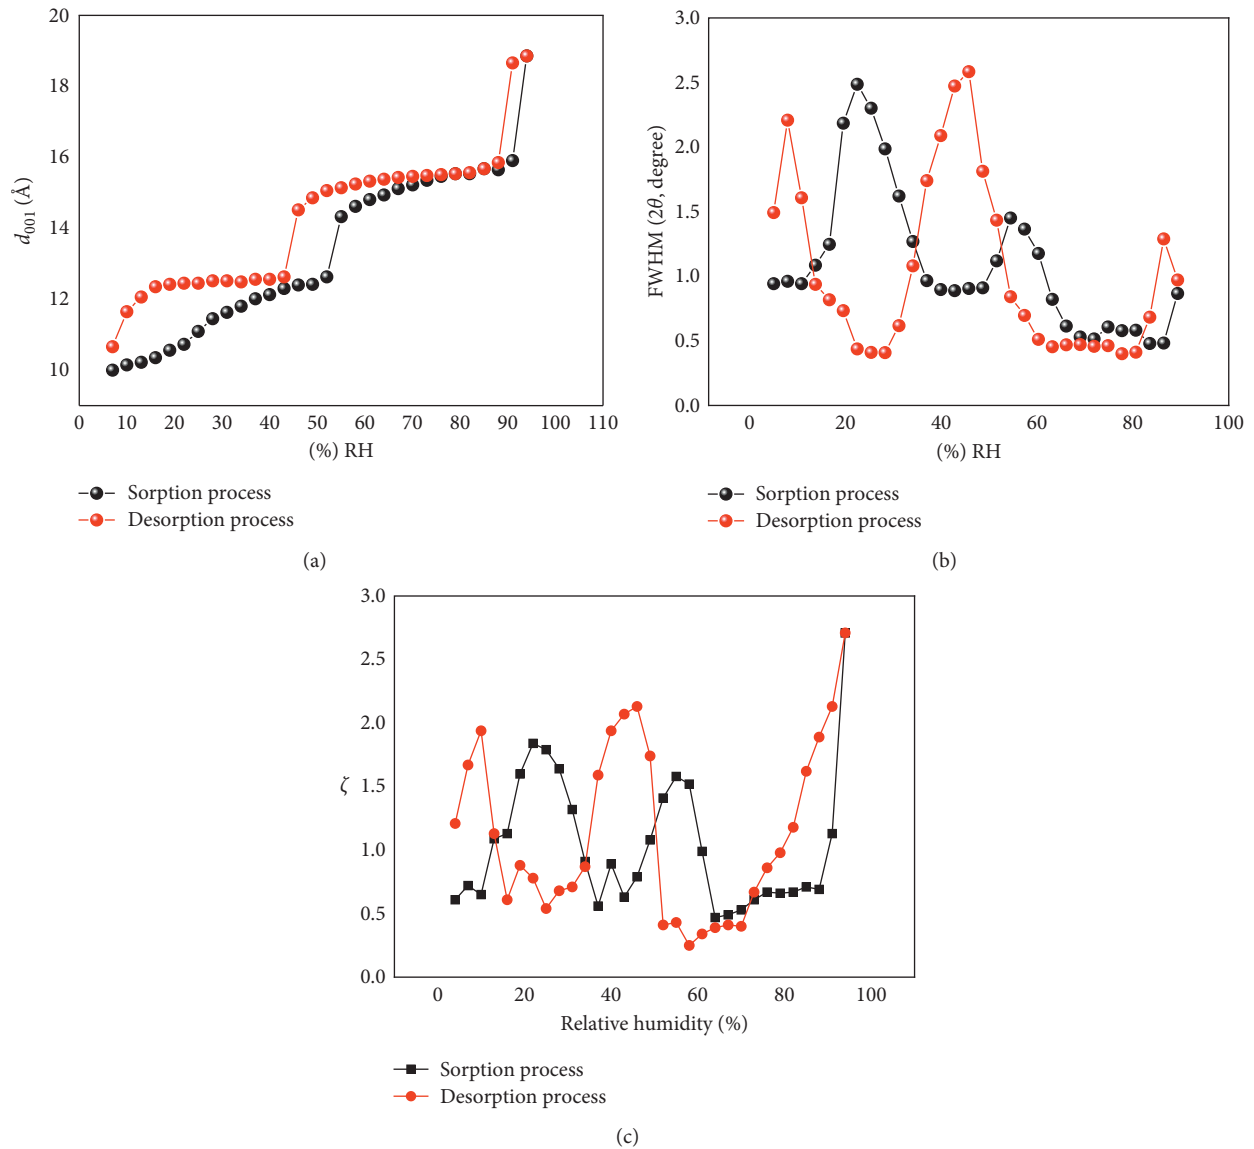 20
18
16
14
12
10
d001 (Å)
0 10 20 30 40 50 60 70 80 90 100 110
(%) RH
Sorption process
Desorption process
(a)
3.0
2.5
2.0
1.5
1.0
0.5
0.0
FWHM (2θ, degree)
0 20 40 60 80 100
(%) RH
Sorption process
Desorption process
(b)
3.0
2.5
2.0
1.5
1.0
0.5
0.0
ζ
0 20 40 60 80 100
Relative humidity (%)
Sorption process
Desorption process
(c)